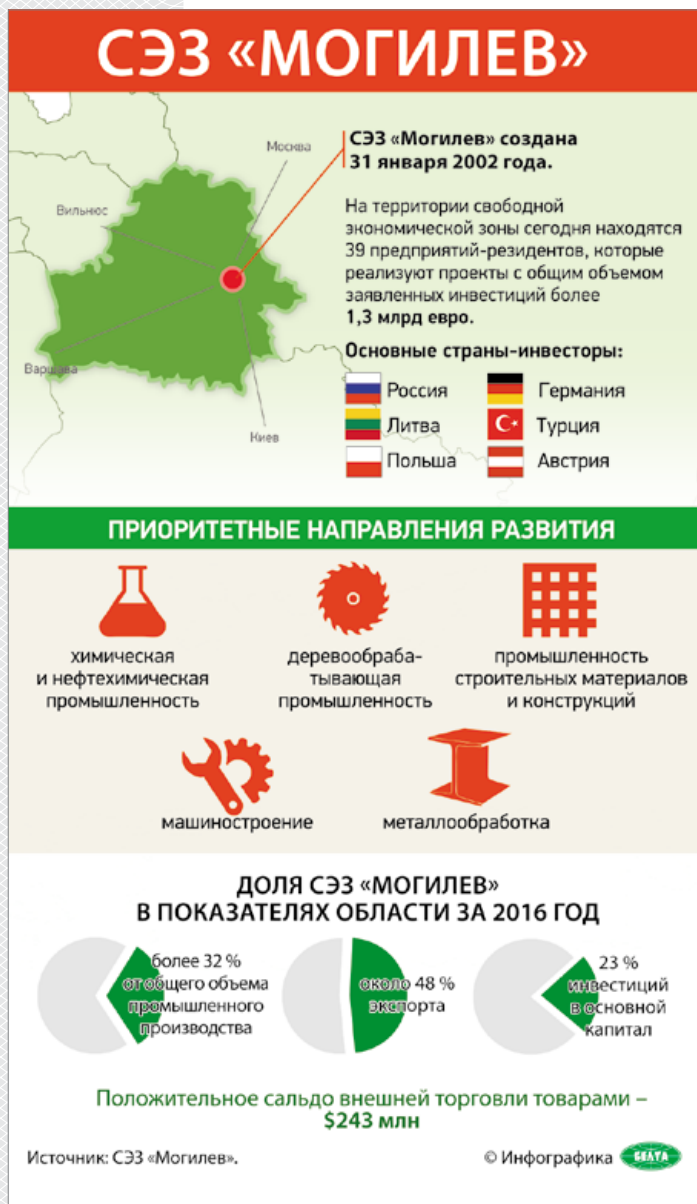 СЭЗ «МОГИЛЕВ»
Москва
Вильнюс
Варшава
Киев
СЭЗ «Могилев» создана
31 января 2002 года.
На территории свободной
экономической зоны сегодня находятся
39 предприятий-резидентов, которые
реализуют проекты с общим объемом
заявленных инвестиций более
1,3 млрд евро.
Основные страны-инвесторы:
Россия
Германия
Литва
Турция
Польша
Австрия
ПРИОРИТЕТНЫЕ НАПРАВЛЕНИЯ РАЗВИТИЯ
химическая
и нефтехимическая
промышленность
деревообраба-
тывающая
промышленность
промышленность
строительных материалов
и конструкций
машиностроение
металлообработка
ДОЛЯ СЭЗ «МОГИЛЕВ»
В ПОКАЗАТЕЛЯХ ОБЛАСТИ ЗА 2016 ГОД
более 32 %
от общего объема
промышленного
производства
около 48 %
экспорта
23 %
инвестиций
в основной
капитал
Положительное сальдо внешней торговли товарами –
$243 млн
Источник: СЭЗ «Могилев».
© Инфографика БЕЛТА